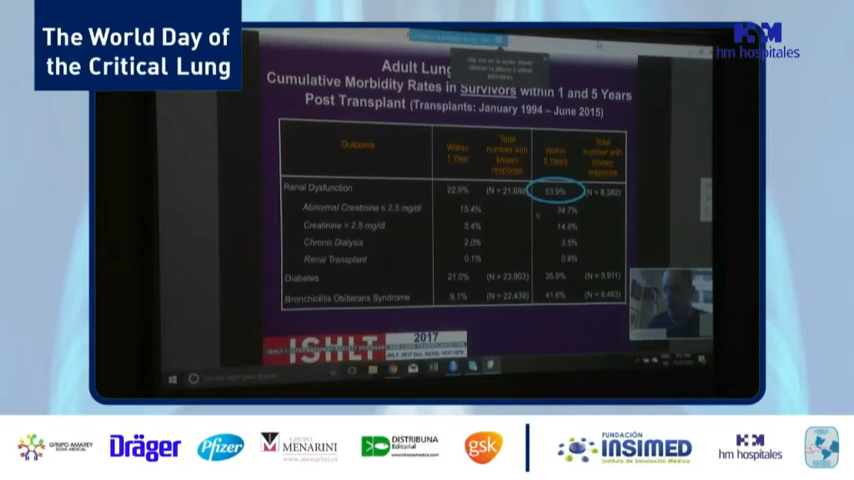 The World Day of
the Critical Lung
hm hospitales
Adult Lung
Cumulative Morbidity Rates in Survivors within 1 and 5 Years
Post Transplant (Transplants: January 1994 – June 2015)
Outcome
Within
1 Year
Total
number with
known
response
Within
5 Years
Total
number with
known
response
Renal Dysfunction 22.9% (N = 21,688 53.9% (N = 8,382)
Abnormal Creatinine ≤ 2.5 mg/dl 15.4% 34.7%
Creatinine > 2.5 mg/dl 5.4% 14.8%
Chronic Dialysis 2.0% 3.5%
Renal Transplant 0.1% 0.9%
Diabetes 21.0% (N = 23,903) 35.9% (N = 9,911)
Bronchiolitis Obliterans Syndrome 9.1% (N = 22,439) 41.6% (N = 8,463)
ISHLT
2017
GRUPO AMAREY
NOVA MEDICAL
Dräger
Pfizer
GRUPO
MENARINI
DISTRIBUNA
Editorial
gsk
FUNDACIÓN
INSIMED
Instituto de Simulación Médica
hm hospitales